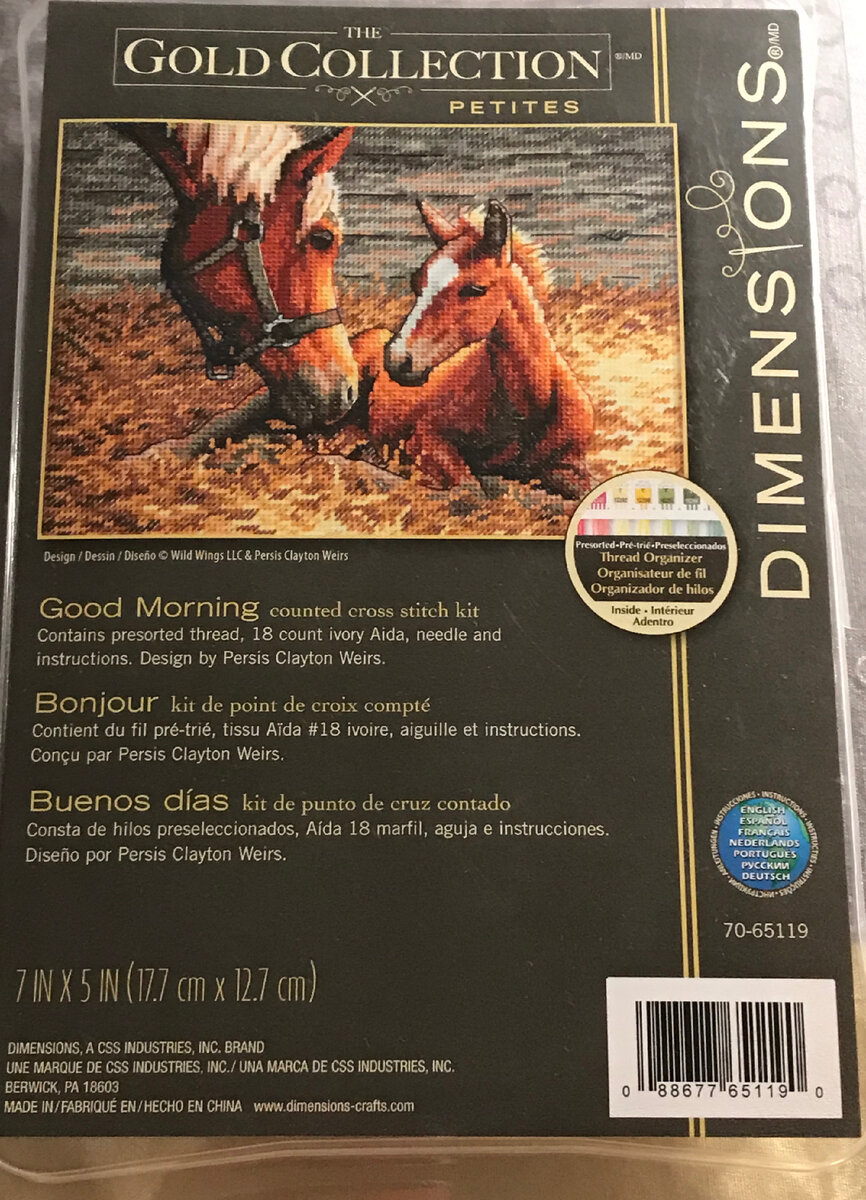 THE
GOLD COLLECTION ®/MD
PETITES
DIMENSIONS ®/MD
Design / Dessin / Diseño © Wild Wings LLC & Persis Clayton Weirs
Presorted•Pré-trié•Preseleccionados
Thread Organizer
Organisateur de fil
Organizador de hilos
Inside • Intérieur
Adentro
Good Morning counted cross stitch kit
Contains presorted thread, 18 count ivory Aida, needle and
instructions. Design by Persis Clayton Weirs.
Bonjour kit de point de croix compté
Contient du fil pré-trié, tissu Aïda #18 ivoire, aiguille et instructions.
Conçu par Persis Clayton Weirs.
Buenos días kit de punto de cruz contado
Consta de hilos preseleccionados, Aída 18 marfil, aguja e instrucciones.
Diseño por Persis Clayton Weirs.
INSTRUCCIONES • INSTRUCTIONS • INSTRUÇÕES • ИНСТРУКЦИИ • ANLEITUNGEN •
ENGLISH
ESPAÑOL
FRANÇAIS
NEDERLANDS
PORTUGUÊS
РУССКИЙ
DEUTSCH
70-65119
7 IN X 5 IN (17.7 cm x 12.7 cm)
DIMENSIONS, A CSS INDUSTRIES, INC. BRAND
UNE MARQUE DE CSS INDUSTRIES, INC./ UNA MARCA DE CSS INDUSTRIES, INC.
BERWICK, PA 18603
MADE IN/FABRIQUÉ EN/HECHO EN CHINA www.dimensions-crafts.com
0 88677 65119 0